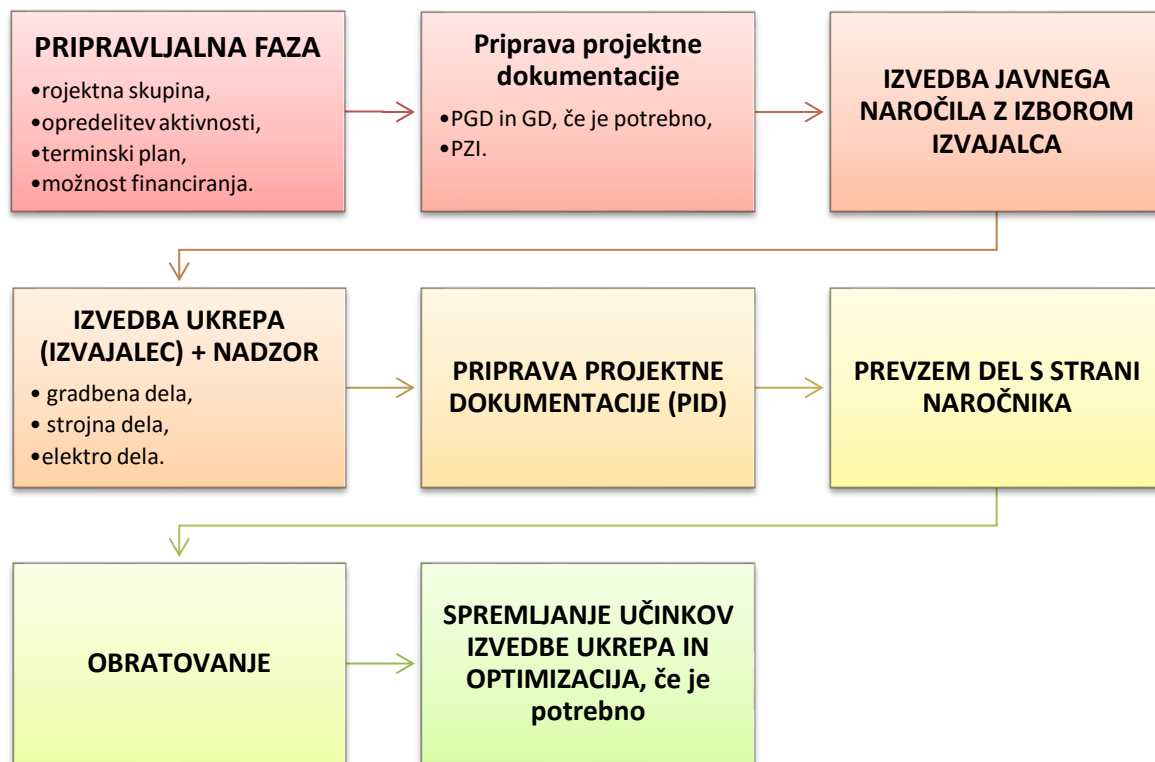 PRIPRAVLJALNA FAZA
•rojektna skupina,
•opredelitev aktivnosti,
•terminski plan,
•možnost financiranja.
Priprava projektne
dokumentacije
•PGD in GD, če je potrebno,
•PZI.
IZVEDBA JAVNEGA
NAROČILA Z IZBOROM
IZVAJALCA
IZVEDBA UKREPA
(IZVAJALEC) + NADZOR
• gradbena dela,
• strojna dela,
•elektro dela.
PRIPRAVA PROJEKTNE
DOKUMENTACIJE (PID)
PREVZEM DEL S STRANI
NAROČNIKA
OBRATOVANJE
SPREMLJANJE UČINKOV
IZVEDBE UKREPA IN
OPTIMIZACIJA, če je
potrebno